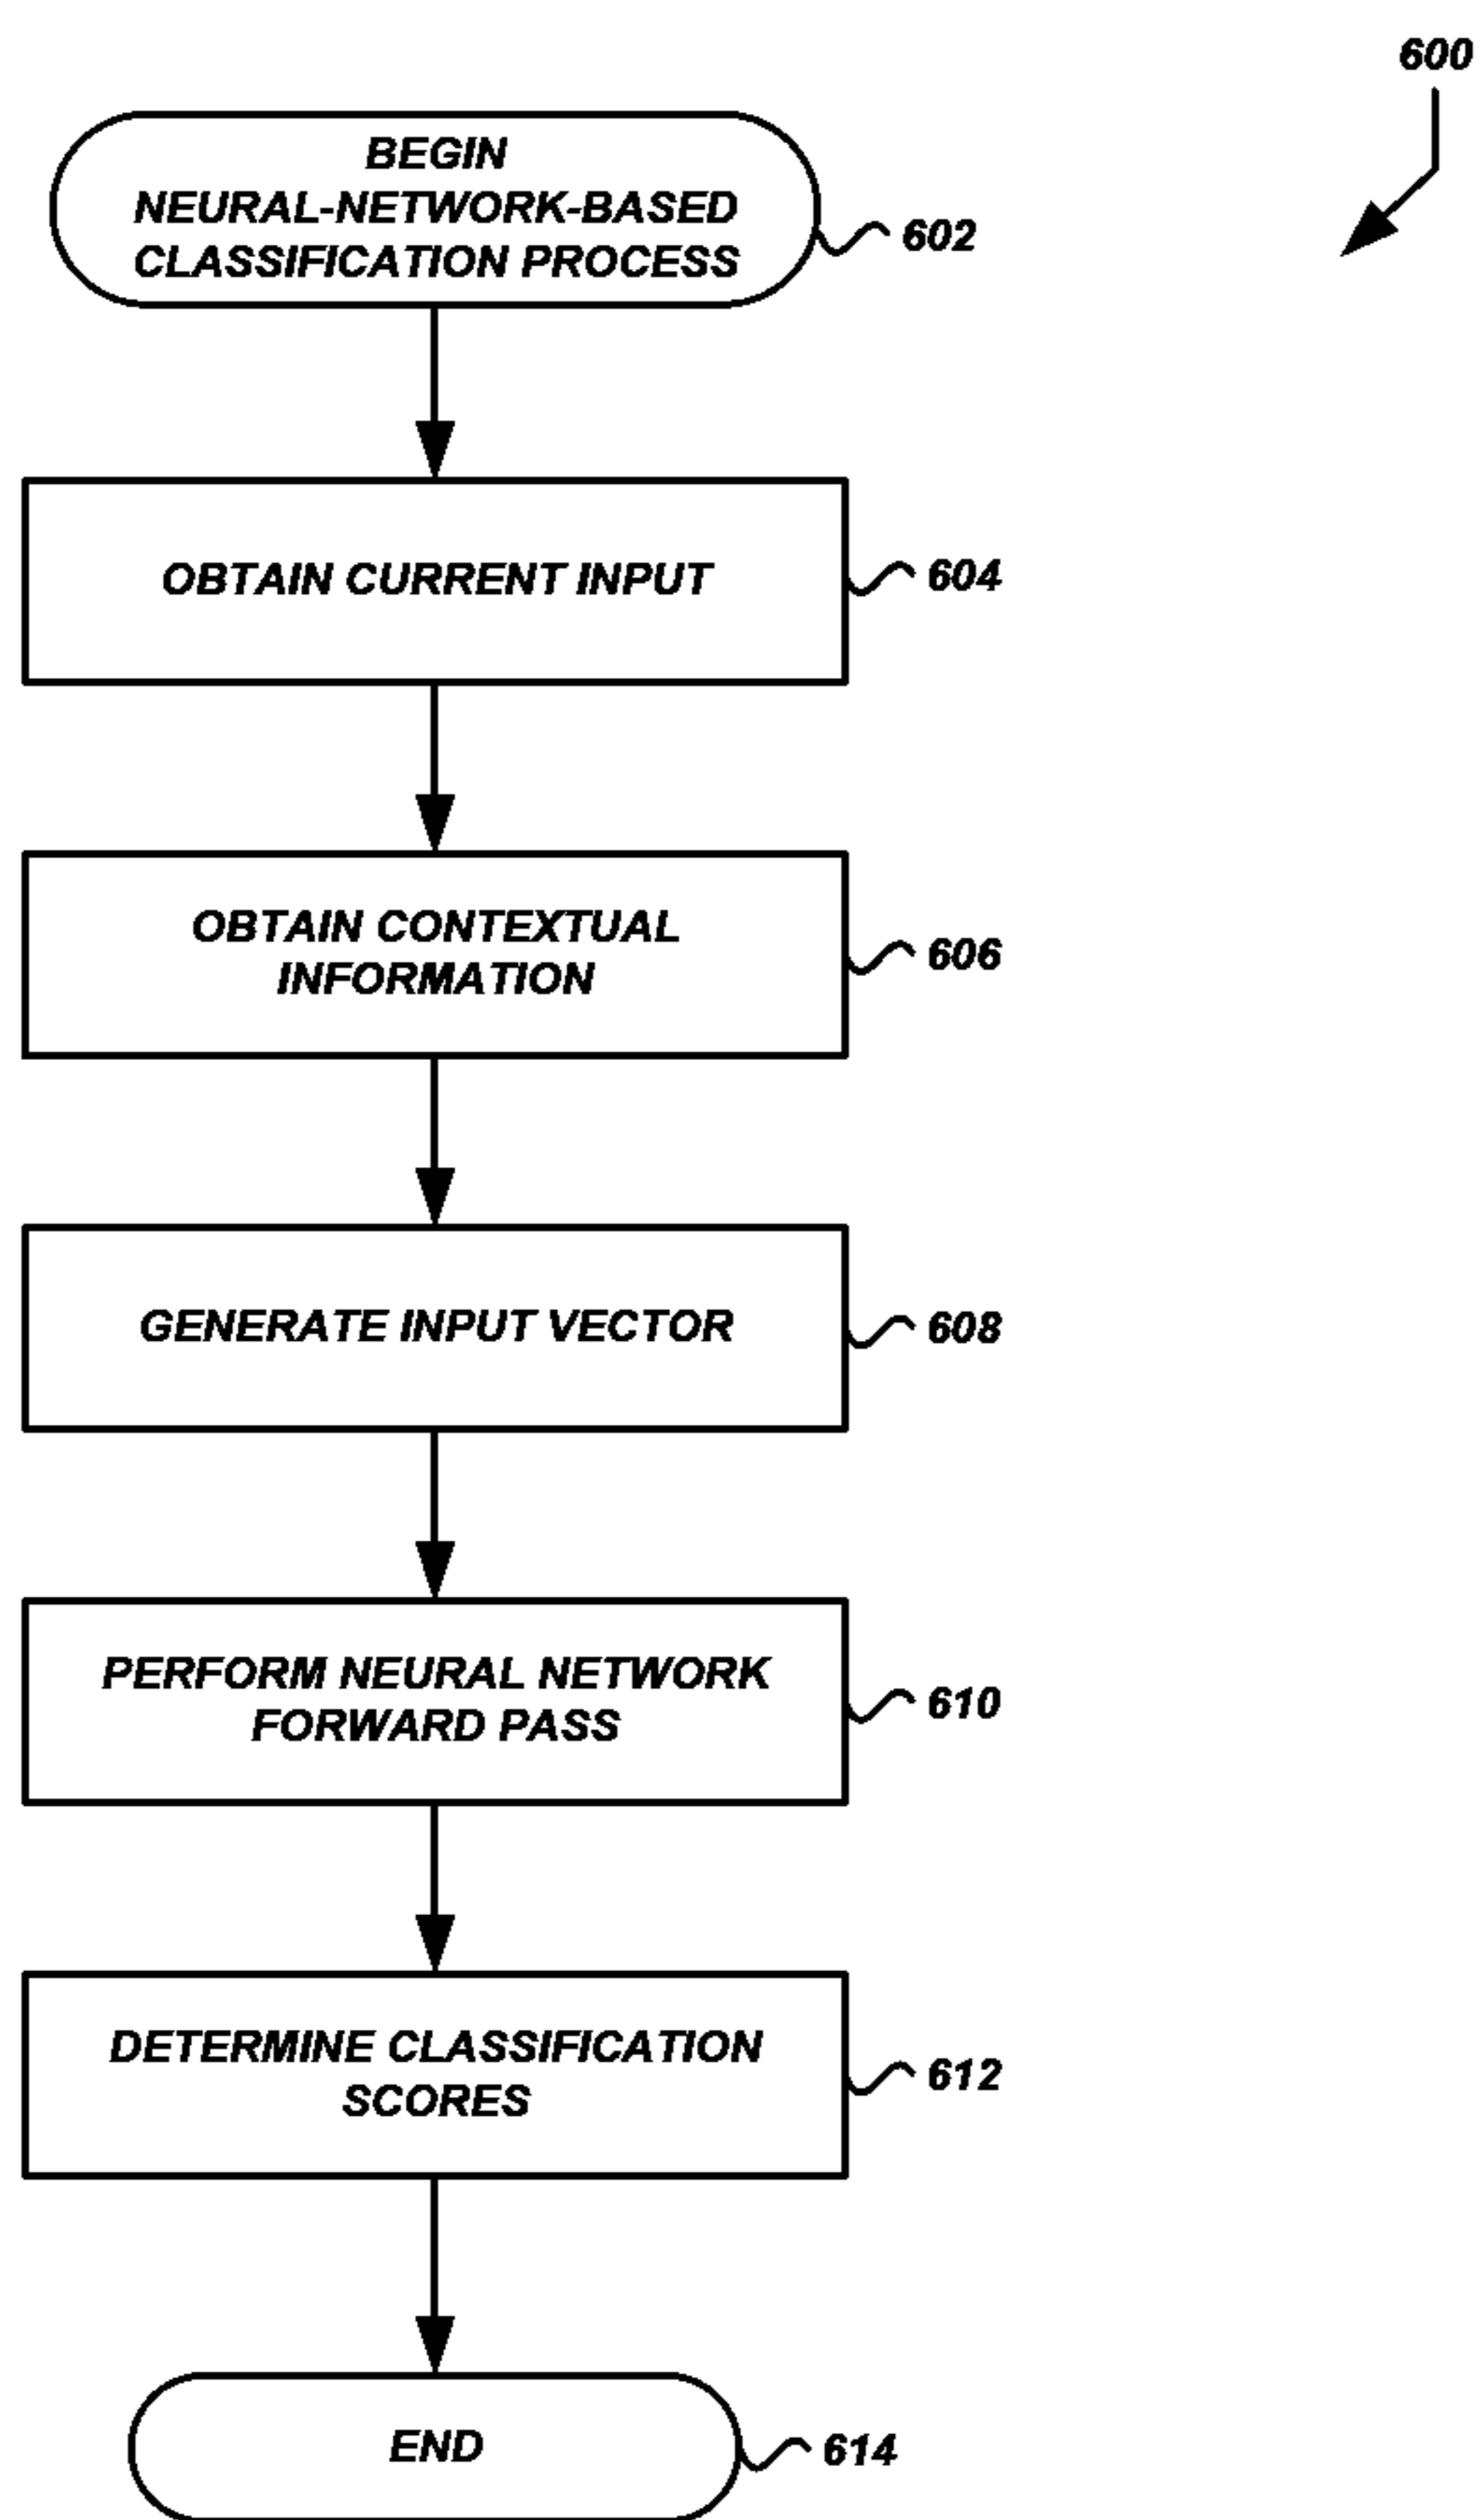 600
BEGIN
NEURAL-NETWORK-BASED
CLASSIFICATION PROCESS
602
OBTAIN CURRENT INPUT
604
OBTAIN CONTEXTUAL
INFORMATION
606
GENERATE INPUT VECTOR
608
PERFORM NEURAL NETWORK
FORWARD PASS
610
DETERMINE CLASSIFICATION
SCORES
612
END
614